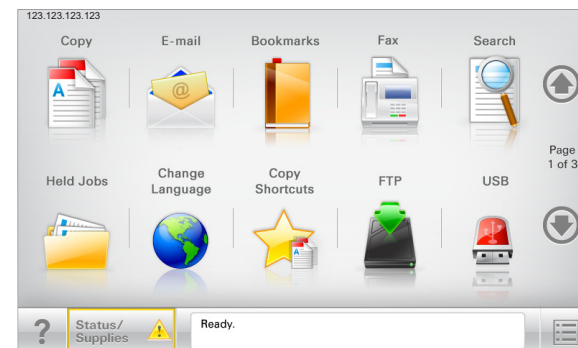 123.123.123.123
Copy
E-mail
Bookmarks
Fax
Search
A
@
Page
1 of 3
Held Jobs
Change
Language
Copy
Shortcuts
FTP
USB
A
?
Status/
Supplies
Ready.